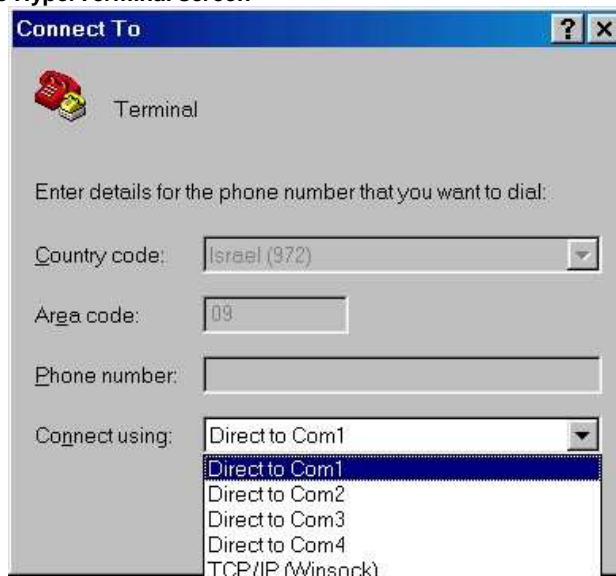 HyperTerminal Screen
Connect To
? ×
Terminal
Enter details for the phone number that you want to dial:
Country code: Israel (972)
Area code: 09
Phone number:
Connect using: Direct to Com1
Direct to Com1
Direct to Com2
Direct to Com3
Direct to Com4
TCP/IP (Winsock)